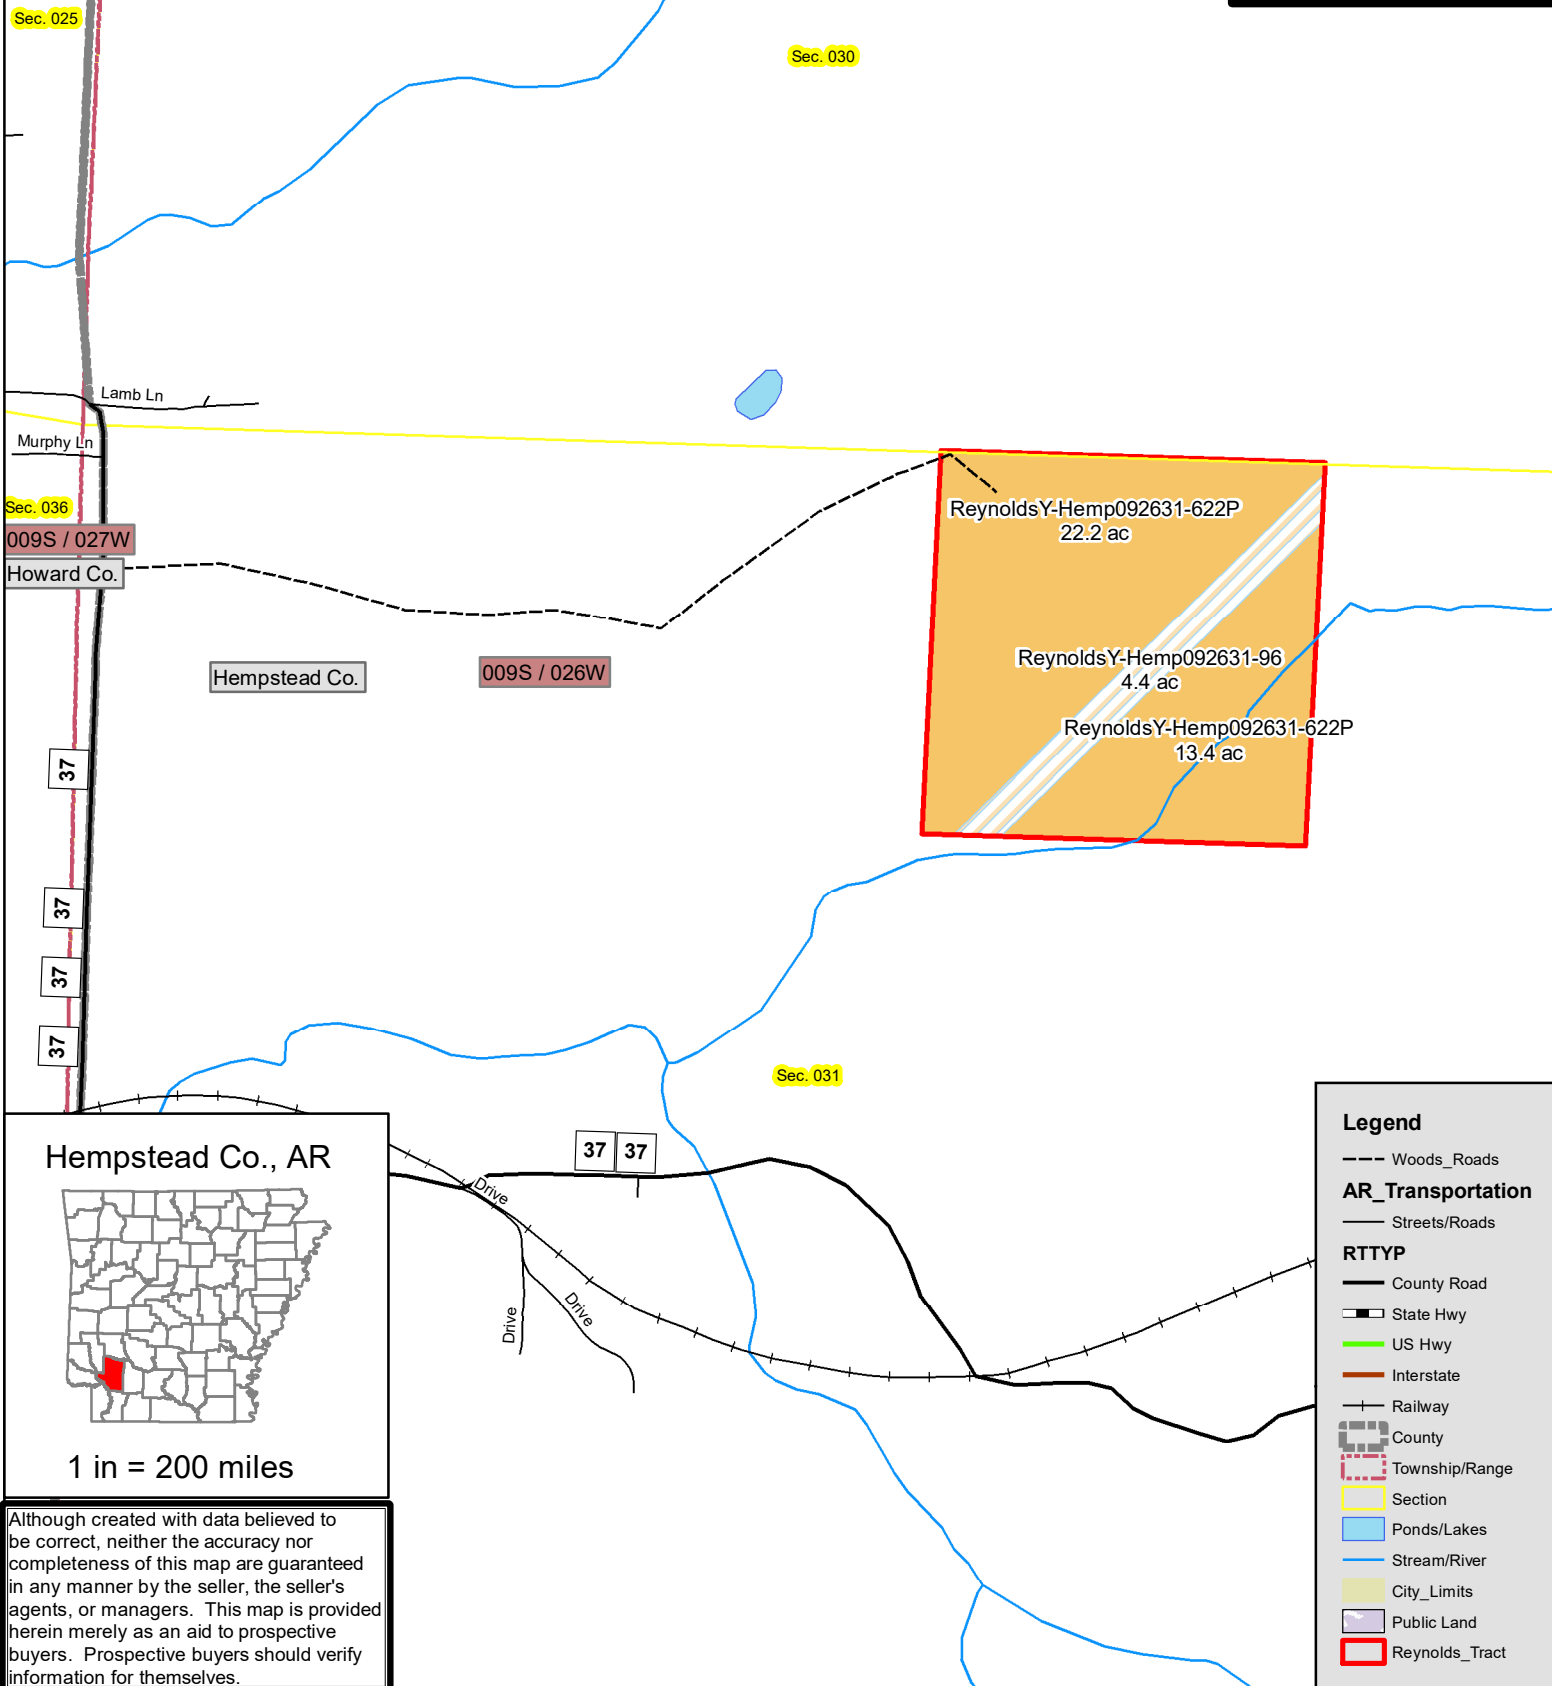 Sec. 025
Sec. 030
Lamb Ln
Murphy Ln
Sec. 036
009S / 027W
Howard Co.
Hempstead Co.
009S / 026W
ReynoldsY-Hemp092631-622P
22.2 ac
ReynoldsY-Hemp092631-96
4.4 ac
ReynoldsY-Hemp092631-622P
13.4 ac
37
37
37
37
Sec. 031
37 37
Drive
Drive
Drive
Hempstead Co., AR
1 in = 200 miles
Although created with data believed to
be correct, neither the accuracy nor
completeness of this map are guaranteed
in any manner by the seller, the seller's
agents, or managers. This map is provided
herein merely as an aid to prospective
buyers. Prospective buyers should verify
information for themselves.
Legend
Woods_Roads
AR_Transportation
Streets/Roads
RTTYP
County Road
State Hwy
US Hwy
Interstate
Railway
County
Township/Range
Section
Ponds/Lakes
Stream/River
City_Limits
Public Land
Reynolds_Tract